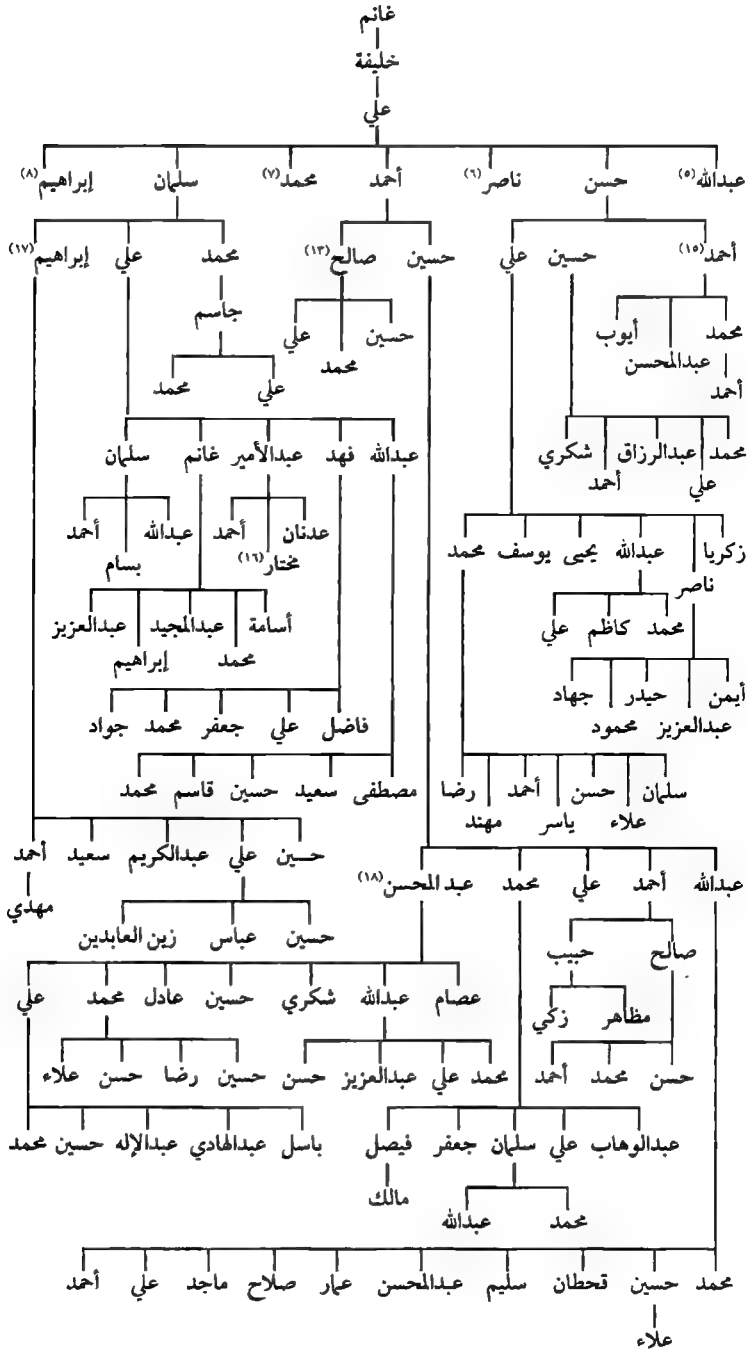 غانم
خليفة
علي
عبدالله (٥) حسن ناصر (٦) أحمد محمد (٧) سلمان إبراهيم (٨)
أحمد (١٥) حسين علي حسين صالح (١٣) محمد علي إبراهيم (١٧)
جاسم
محمد عبدالمحسن أيوب حسين محمد علي
أحمد علي محمد
محمد علي عبدالرزاق أحمد شكري عبدالله فهد عبدالأمير غانم سلمان
زكريا ناصر عبدالله يحيى يوسف محمد عدنان مختار (١٦) أحمد عبدالله بسام أحمد
محمد كاظم علي أسامة محمد عبدالمجيد إبراهيم عبدالعزيز
أيمن عبدالعزيز حيدر محمود جهاد فاضل علي جعفر محمد جواد
سلمان علاء حسن ياسر أحمد مهند رضا مصطفى سعيد حسين قاسم محمد
حسين علي عبدالكريم سعيد أحمد
مهدي
عبدالله أحمد علي محمد عبدالمحسن (١٨)
حسين عباس زين العابدين
صالح حبيب عصام عبدالله شكري حسين عادل محمد علي
مظاهر زكي
حسن محمد أحمد محمد علي عبدالعزيز حسن حسين رضا حسن علاء
عبدالوهاب علي سلمان جعفر فيصل باسل عبدالهادي عبدالإله حسين محمد
مالك
محمد عبدالله
محمد حسين قحطان سليم عبدالمحسن عمار صلاح ماجد علي أحمد
علاء